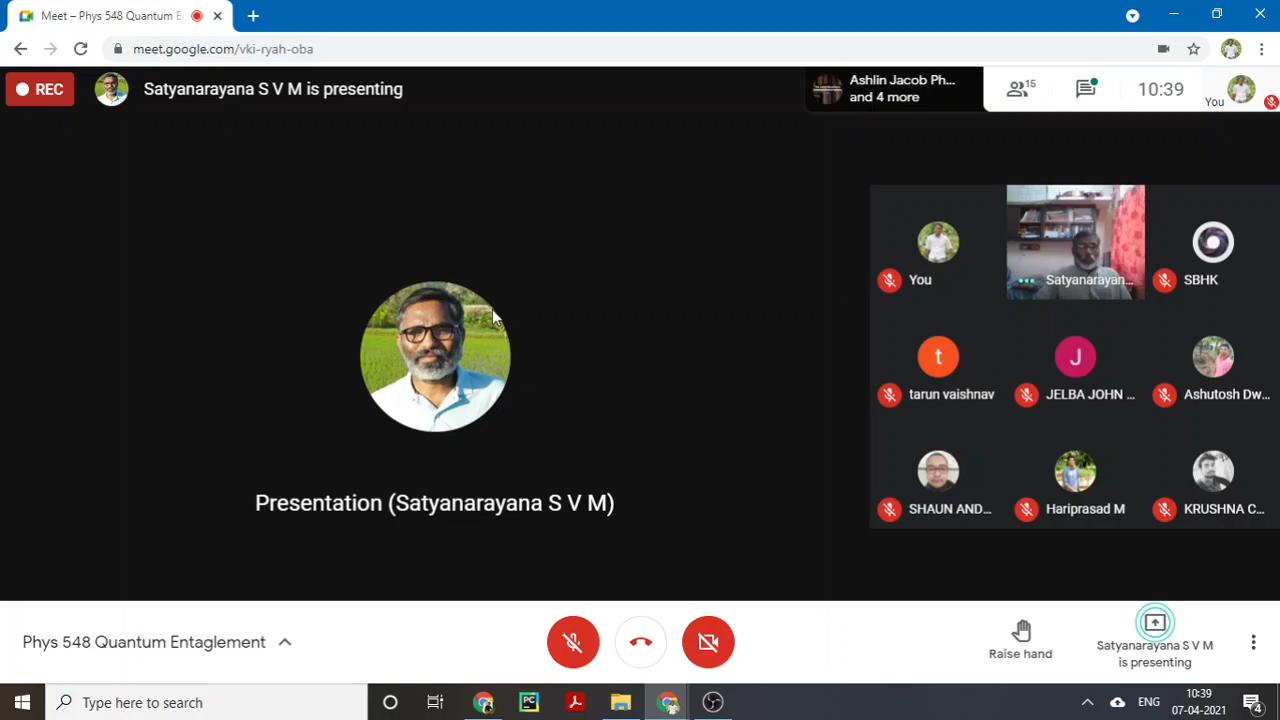 Meet – Phys 548 Quantum E
meet.google.com/vki-ryah-oba
REC
Satyanarayana S V M is presenting
Ashlin Jacob Ph...
and 4 more
15
10:39
You
You
Satyanarayan...
SBHK
t
tarun vaishnav
J
JELBA JOHN ...
Ashutosh Dw...
SHAUN AND...
Hariprasad M
KRUSHNA C...
Presentation (Satyanarayana S V M)
Phys 548 Quantum Entaglement
Raise hand
Satyanarayana S V M
is presenting
Type here to search
PC
ENG
10:39
07-04-2021
4